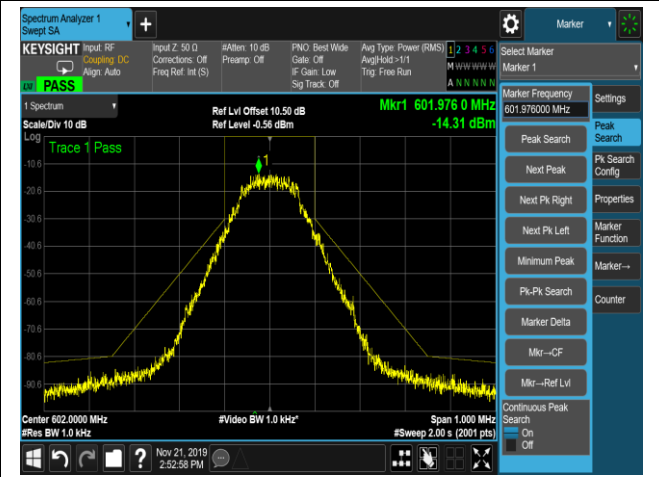 Spectrum Analyzer 1
Swept SA
+
Marker
KEYSIGHT
Input: RF
Coupling: DC
Align: Auto
Input Z: 50 Ω
Corrections: Off
Freq Ref: Int (S)
#Atten: 10 dB
Preamp: Off
PNO: Best Wide
Gate: Off
IF Gain: Low
Sig Track: Off
Avg Type: Power (RMS)
Avg|Hold:>1/1
Trig: Free Run
1 2 3 4 5 6
M W W W W W
A N N N N N
PASS
Select Marker
Marker 1
1 Spectrum
Scale/Div 10 dB
Ref Lvl Offset 10.50 dB
Ref Level -0.56 dBm
Mkr1 601.976 0 MHz
-14.31 dBm
Log
Trace 1 Pass
1
-10.6
-20.6
-30.6
-40.6
-50.6
-60.6
-70.6
-80.6
-90.6
Center 602.0000 MHz
#Res BW 1.0 kHz
#Video BW 1.0 kHz*
Span 1.000 MHz
#Sweep 2.00 s (2001 pts)
Marker Frequency
601.976000 MHz
Peak Search
Next Peak
Next Pk Right
Next Pk Left
Minimum Peak
Pk-Pk Search
Marker Delta
Mkr→CF
Mkr→Ref Lvl
Continuous Peak
Search
On
Off
Settings
Peak
Search
Pk Search
Config
Properties
Marker
Function
Marker→
Counter
?
Nov 21, 2019
2:52:58 PM